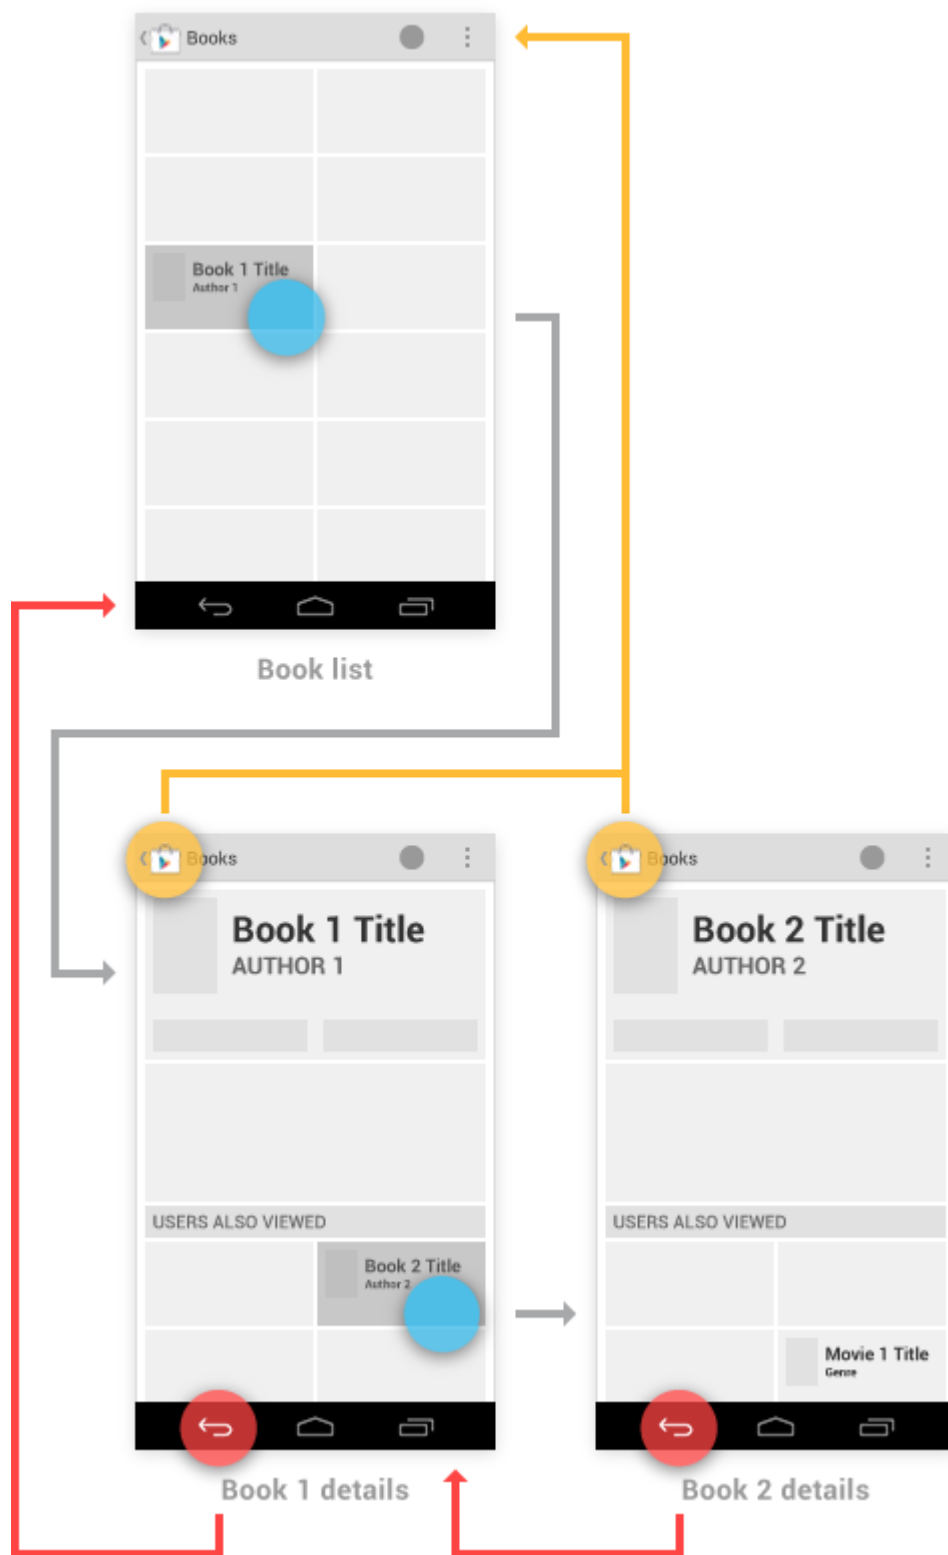 Books
Book 1 Title
Author 1
Book list
Books
Book 1 Title
AUTHOR 1
USERS ALSO VIEWED
Book 2 Title
Author 2
Book 1 details
Books
Book 2 Title
AUTHOR 2
USERS ALSO VIEWED
Movie 1 Title
Genre
Book 2 details